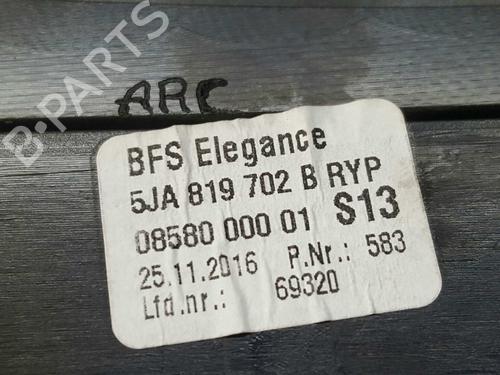 B-PARTS
ARC
BFS Elegance
5JA 819 702 B RYP
08580 000 01 S13
25.11.2016 P.Nr.: 583
Lfd.nr.: 69320